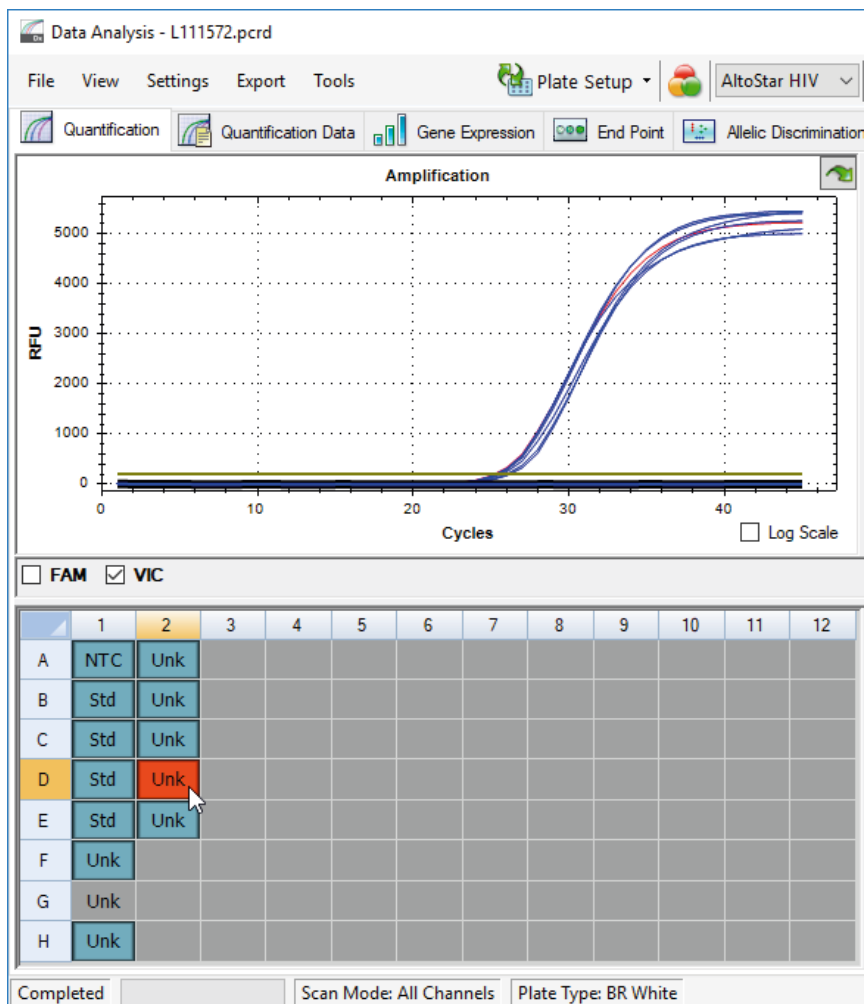 Data Analysis - L111572.pcrd
File View Settings Export Tools Plate Setup AltoStar HIV
Quantification Quantification Data Gene Expression End Point Allelic Discrimination
Amplification
5000
4000
3000
2000
1000
0
RFU
0 10 20 30 40
Cycles
Log Scale
FAM VIC
1 2 3 4 5 6 7 8 9 10 11 12
A NTC Unk
B Std Unk
C Std Unk
D Std Unk
E Std Unk
F Unk
G Unk
H Unk
Completed Scan Mode: All Channels Plate Type: BR White